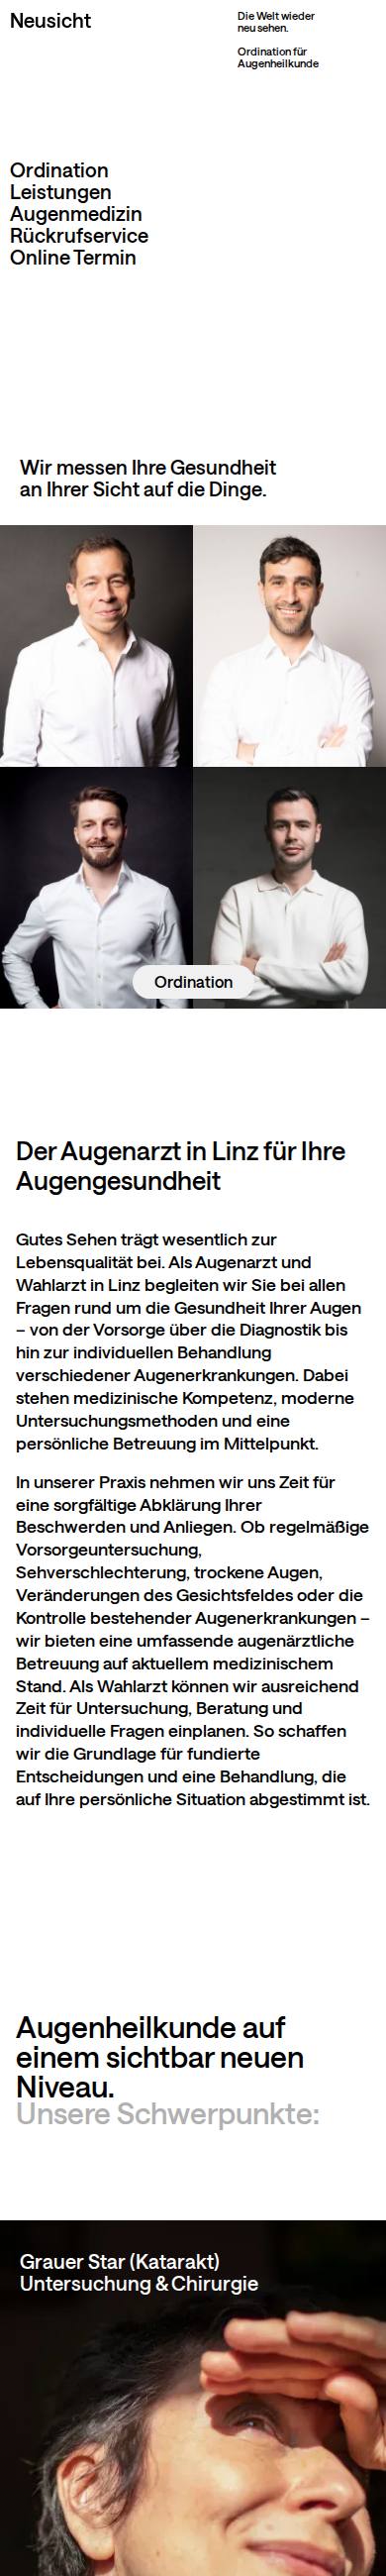 Neusicht
Die Welt wieder
neu sehen.
Ordination für
Augenheilkunde
Ordination
Leistungen
Augenmedizin
Rückrufservice
Online Termin
Wir messen Ihre Gesundheit
an Ihrer Sicht auf die Dinge.
Ordination
Der Augenarzt in Linz für Ihre
Augengesundheit
Gutes Sehen trägt wesentlich zur
Lebensqualität bei. Als Augenarzt und
Wahlarzt in Linz begleiten wir Sie bei allen
Fragen rund um die Gesundheit Ihrer Augen
– von der Vorsorge über die Diagnostik bis
hin zur individuellen Behandlung
verschiedener Augenerkrankungen. Dabei
stehen medizinische Kompetenz, moderne
Untersuchungsmethoden und eine
persönliche Betreuung im Mittelpunkt.
In unserer Praxis nehmen wir uns Zeit für
eine sorgfältige Abklärung Ihrer
Beschwerden und Anliegen. Ob regelmäßige
Vorsorgeuntersuchung,
Sehverschlechterung, trockene Augen,
Veränderungen des Gesichtsfeldes oder die
Kontrolle bestehender Augenerkrankungen –
wir bieten eine umfassende augenärztliche
Betreuung auf aktuellem medizinischem
Stand. Als Wahlarzt können wir ausreichend
Zeit für Untersuchung, Beratung und
individuelle Fragen einplanen. So schaffen
wir die Grundlage für fundierte
Entscheidungen und eine Behandlung, die
auf Ihre persönliche Situation abgestimmt ist.
Augenheilkunde auf
einem sichtbar neuen
Niveau.
Unsere Schwerpunkte:
Grauer Star (Katarakt)
Untersuchung & Chirurgie